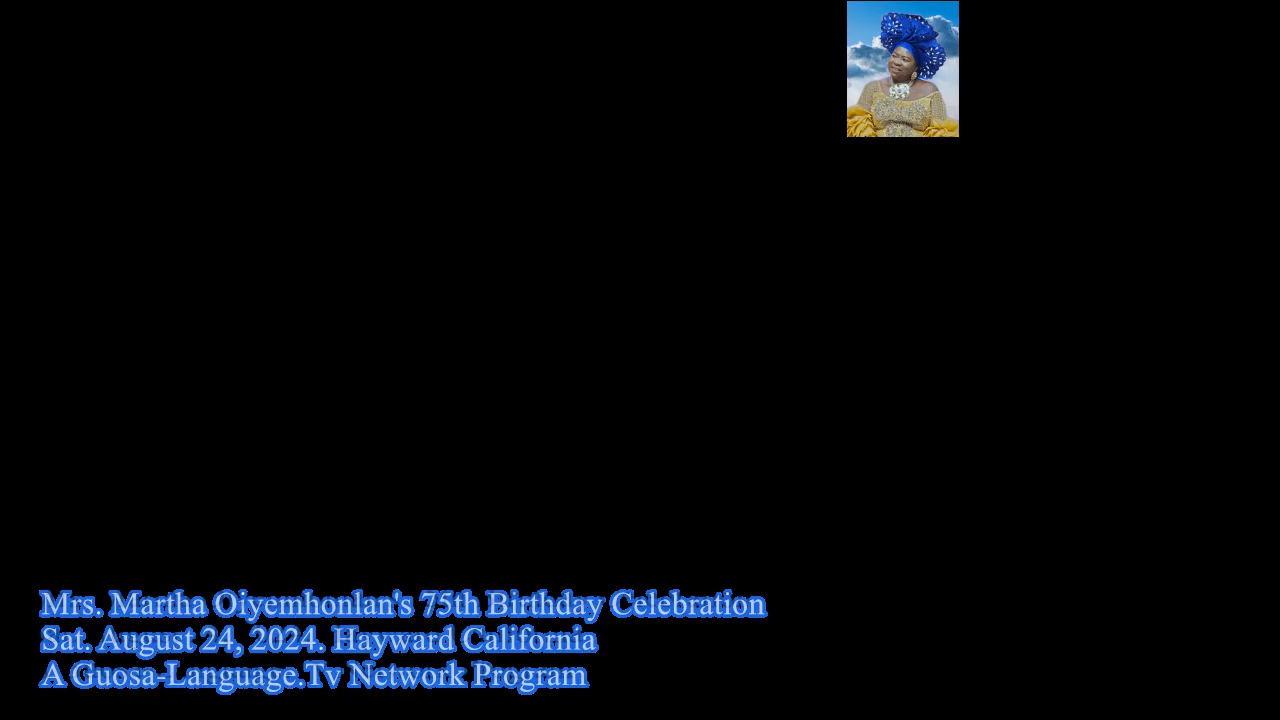 Mrs. Martha Oiyemhonlan's 75th Birthday Celebration
Sat. August 24, 2024. Hayward California
A Guosa-Language.Tv Network Program